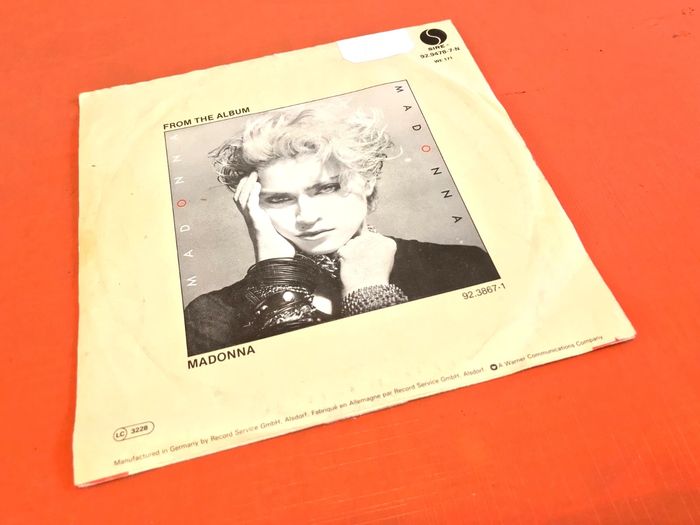 SIRE
92.9478-7-N
WE 171
FROM THE ALBUM
MADONNA
MADONNA
MADONNA
92.3867-1
LC 3228
Manufactured in Germany by Record Service GmbH, Alsdorf. Fabriqué en Allemagne par Record Service GmbH, Alsdorf. A Warner Communications Company